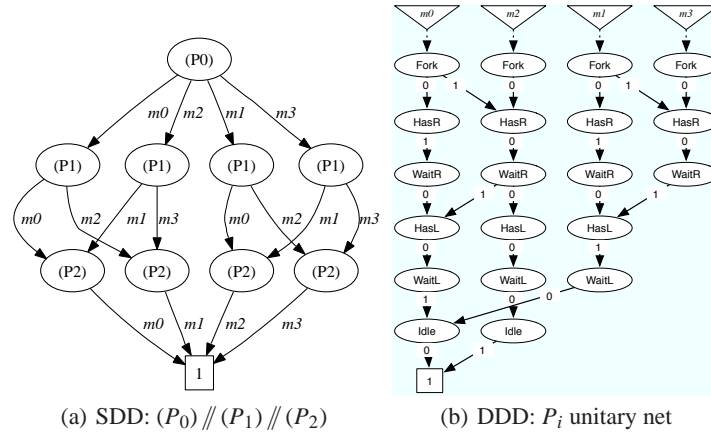 (P0)
m0 m2 m1 m3
(P1) (P1) (P1) (P1)
m0 m2 m1 m3 m0 m2 m1 m3
(P2) (P2) (P2) (P2)
m0 m1 m2 m3
1
(a) SDD: (P₀) // (P₁) // (P₂)
m0 m2 m1 m3
Fork Fork Fork Fork
0 1 0 0 1 0
HasR HasR HasR HasR
1 0 1 0
WaitR WaitR WaitR WaitR
0 1 0 0 1
HasL HasL HasL
0 0 1
WaitL WaitL WaitL
1 0 0
Idle Idle
0 1
1
(b) DDD: Pᵢ unitary net